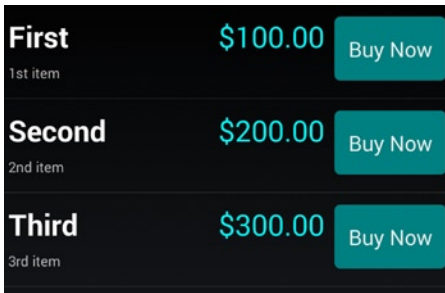 First $100.00 Buy Now
1st item
Second $200.00 Buy Now
2nd item
Third $300.00 Buy Now
3rd item